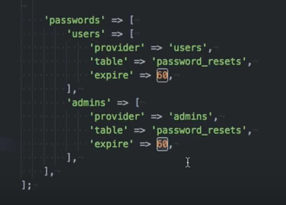 'passwords' => [
'users' => [
'provider' => 'users',
'table' => 'password_resets',
'expire' => 60,
],
'admins' => [
'provider' => 'admins',
'table' => 'password_resets',
'expire' => 60,
],
],
];